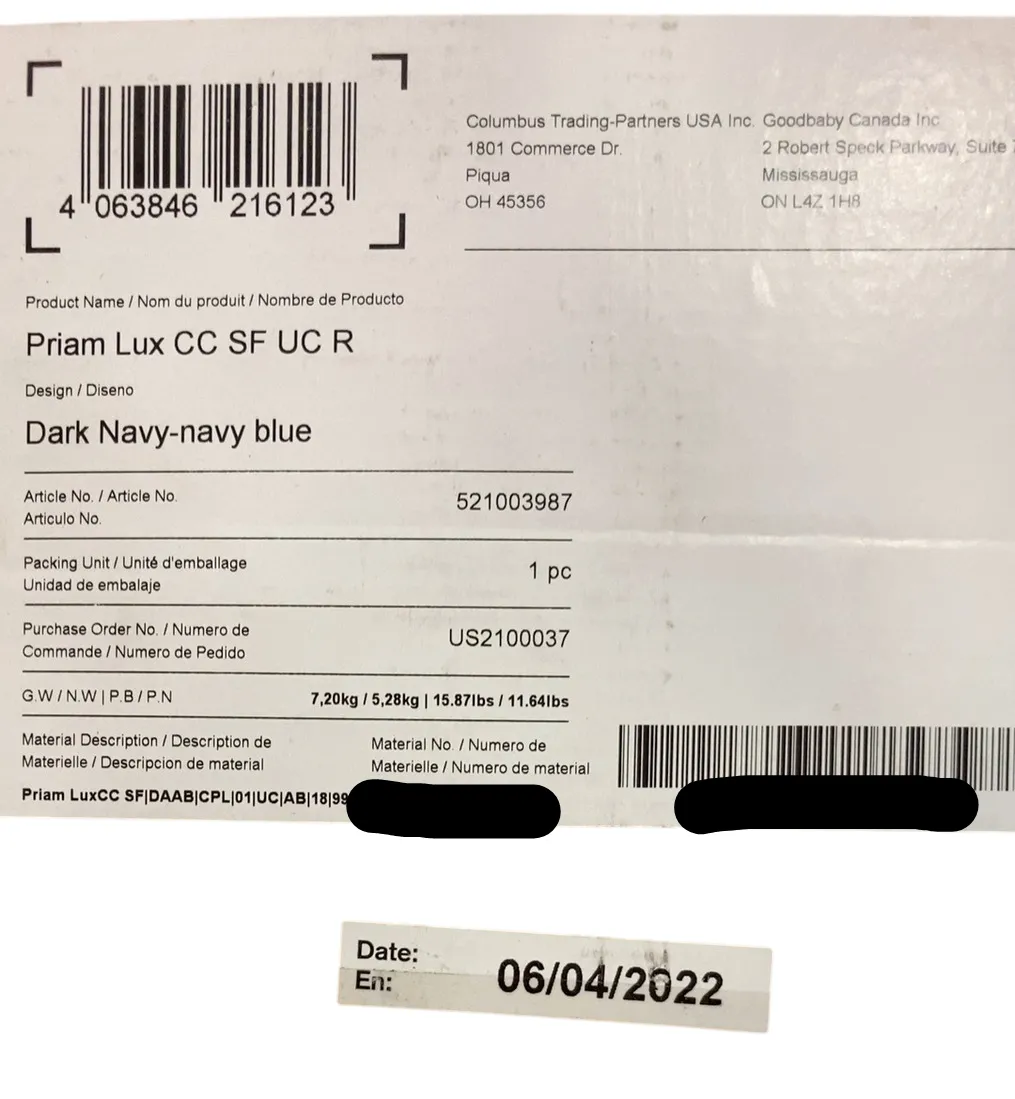 4 063846 216123
Columbus Trading-Partners USA Inc.
1801 Commerce Dr.
Piqua
OH 45356
Goodbaby Canada Inc
2 Robert Speck Parkway, Suite
Mississauga
ON L4Z 1H8
Product Name / Nom du produit / Nombre de Producto
Priam Lux CC SF UC R
Design / Diseno
Dark Navy-navy blue
Article No. / Article No.
Articulo No.
521003987
Packing Unit / Unité d'emballage
Unidad de embalaje
1 pc
Purchase Order No. / Numero de
Commande / Numero de Pedido
US2100037
G.W / N.W | P.B / P.N
7,20kg / 5,28kg | 15.87lbs / 11.64lbs
Material Description / Description de
Materielle / Descripcion de material
Material No. / Numero de
Materielle / Numero de material
Priam LuxCC SF|DAAB|CPL|01|UC|AB|18|99
Date:
En:
06/04/2022